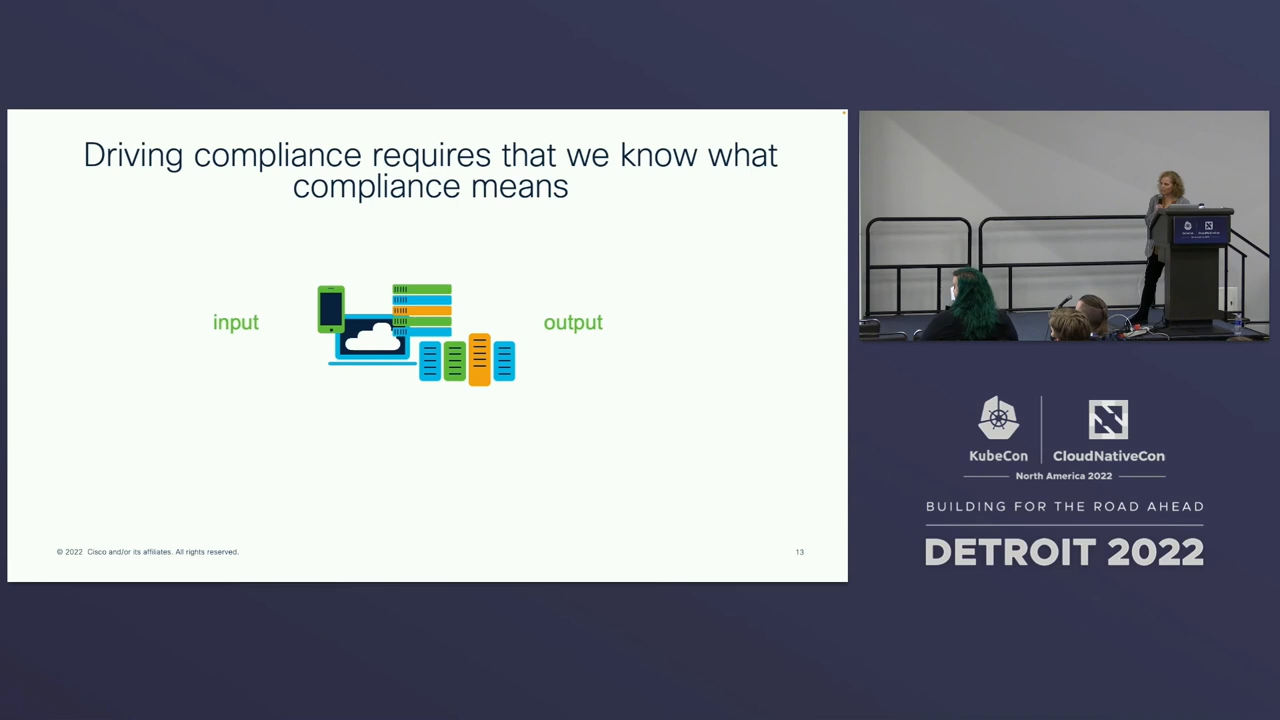 Driving compliance requires that we know what
compliance means
input
output
© 2022 Cisco and/or its affiliates. All rights reserved.
13
KubeCon
CloudNativeCon
North America 2022
BUILDING FOR THE ROAD AHEAD
DETROIT 2022